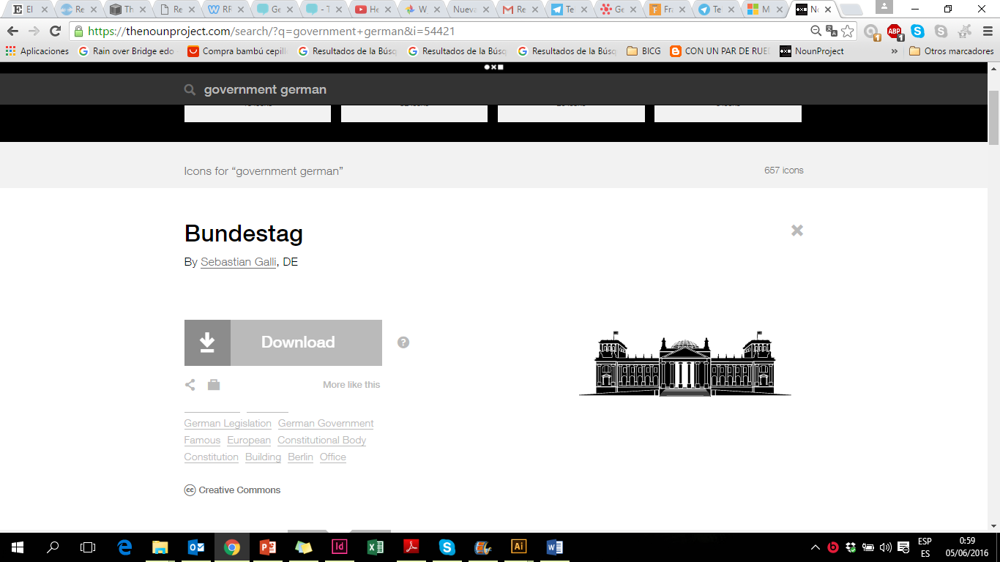 El Re Th Re RF Ge - T He W Nueva Re Te Ge Fra Te M No
https://thenounproject.com/search/?q=government+german&i=54421
Aplicaciones Rain over Bridge edo Compra bambú cepill Resultados de la Búsq Resultados de la Búsq Resultados de la Búsq BICG CON UN PAR DE RUED NounProject » Otros marcadores
government german
Icons for “government german” 657 icons
Bundestag
By Sebastian Galli, DE
Download ?
More like this
German Legislation German Government
Famous European Constitutional Body
Constitution Building Berlin Office
cc Creative Commons
ESP 0:59
ES 05/06/2016